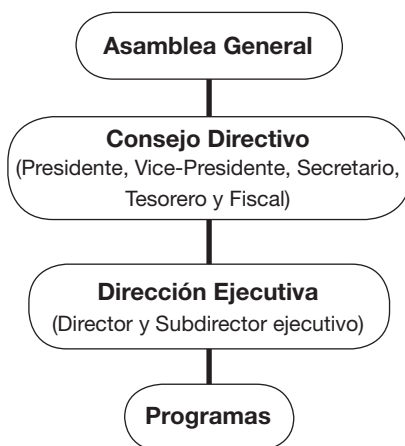 Asamblea General
Consejo Directivo
(Presidente, Vice-Presidente, Secretario,
Tesorero y Fiscal)
Dirección Ejecutiva
(Director y Subdirector ejecutivo)
Programas